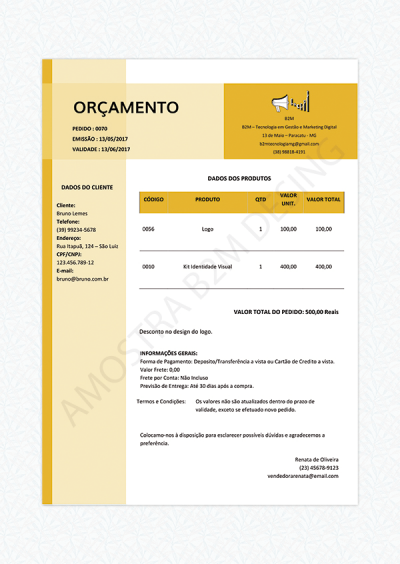 ORÇAMENTO
PEDIDO : 0070
EMISSÃO : 13/05/2017
VALIDADE : 13/06/2017
B2M
B2M – Tecnologia em Gestão e Marketing Digital
13 de Maio – Paracatu - MG
b2mtecnologiamg@gmail.com
(38) 98818-4191
DADOS DO CLIENTE
Cliente:
Bruno Lemes
Telefone:
(39) 99234-5678
Endereço:
Rua Itapuã, 124 – São Luiz
CPF/CNPJ:
123.456.789-12
E-mail:
bruno@bruno.com.br
DADOS DOS PRODUTOS
CÓDIGO PRODUTO QTD VALOR UNIT. VALOR TOTAL
0056 Logo 1 100,00 100,00
0010 Kit Identidade Visual 1 400,00 400,00
VALOR TOTAL DO PEDIDO: 500,00 Reais
Desconto no design do logo.
INFORMAÇÕES GERAIS:
Forma de Pagamento: Deposito/Transferência a vista ou Cartão de Credito a vista.
Valor Frete: 0,00
Frete por Conta: Não Incluso
Previsão de Entrega: Até 30 dias após a compra.
Termos e Condições: Os valores não são atualizados dentro do prazo de
validade, exceto se efetuado novo pedido.
Colocamo-nos à disposição para esclarecer possíveis dúvidas e agradecemos a
preferência.
Renata de Oliveira
(23) 45678-9123
vendedorarenata@email.com
AMOSTRA B2M DESING